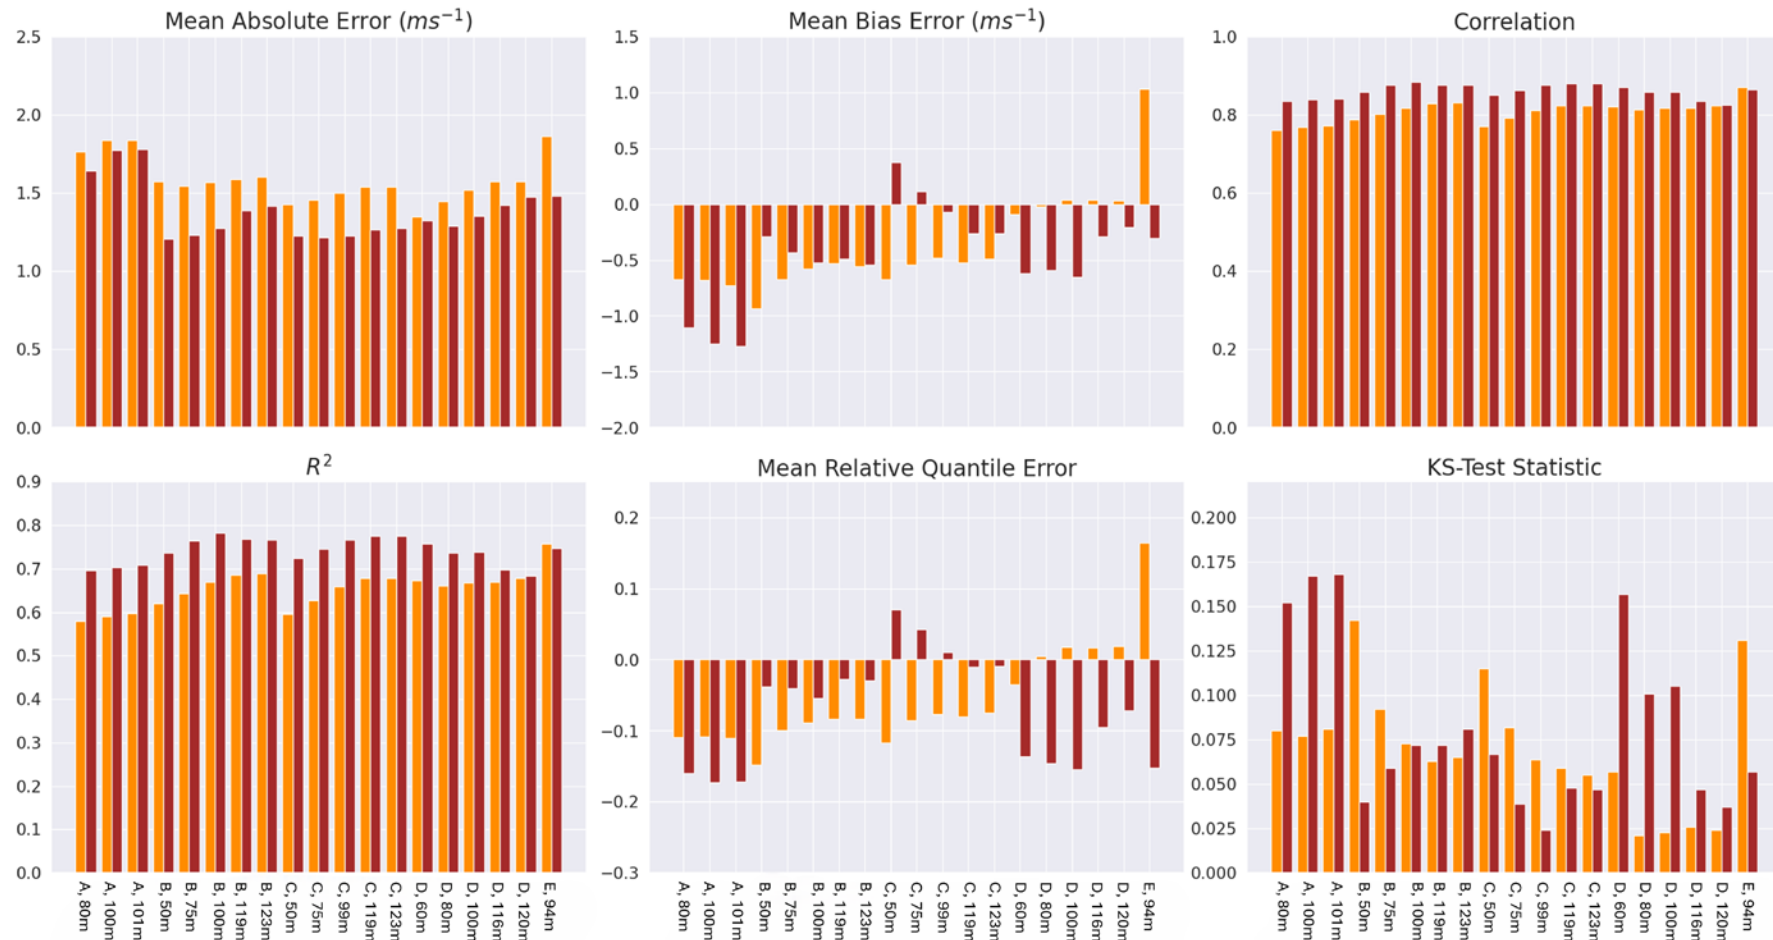 Mean Absolute Error (ms⁻¹)
2.5
2.0
1.5
1.0
0.5
0.0
Mean Bias Error (ms⁻¹)
1.5
1.0
0.5
0.0
−0.5
−1.0
−1.5
−2.0
Correlation
1.0
0.8
0.6
0.4
0.2
0.0
R²
0.9
0.8
0.7
0.6
0.5
0.4
0.3
0.2
0.1
0.0
A, 80m
A, 100m
A, 101m
B, 50m
B, 75m
B, 100m
B, 119m
B, 123m
C, 50m
C, 75m
C, 99m
C, 119m
C, 123m
D, 60m
D, 80m
D, 100m
D, 116m
D, 120m
E, 94m
Mean Relative Quantile Error
0.2
0.1
0.0
−0.1
−0.2
−0.3
A, 80m
A, 100m
A, 101m
B, 50m
B, 75m
B, 100m
B, 119m
B, 123m
C, 50m
C, 75m
C, 99m
C, 119m
C, 123m
D, 60m
D, 80m
D, 100m
D, 116m
D, 120m
E, 94m
KS-Test Statistic
0.200
0.175
0.150
0.125
0.100
0.075
0.050
0.025
0.000
A, 80m
A, 100m
A, 101m
B, 50m
B, 75m
B, 100m
B, 119m
B, 123m
C, 50m
C, 75m
C, 99m
C, 119m
C, 123m
D, 60m
D, 80m
D, 100m
D, 116m
D, 120m
E, 94m